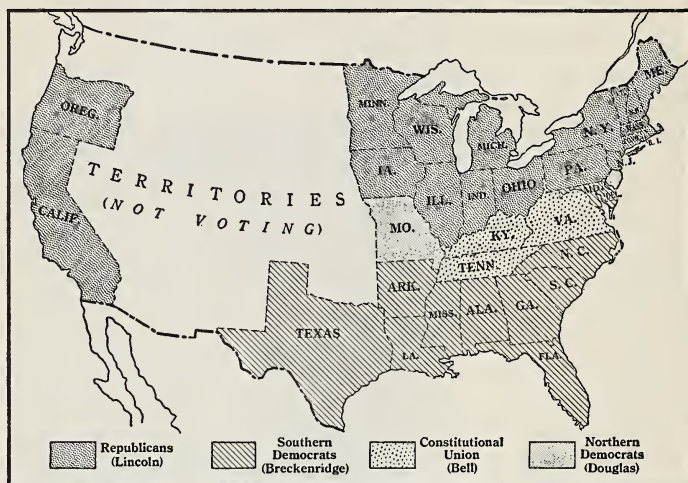 OREG.
CALIF.
TERRITORIES
(NOT VOTING)
MINN.
WIS.
MICH.
IA.
ILL.
IND.
OHIO
PA.
N.Y.
ME.
R.I.
N.J.
MO.
KY.
VA.
TENN.
N.C.
S.C.
ARK.
MISS.
ALA.
GA.
TEXAS
LA.
FLA.
Republicans
(Lincoln)
Southern
Democrats
(Breckenridge)
Constitutional
Union
(Bell)
Northern
Democrats
(Douglas)